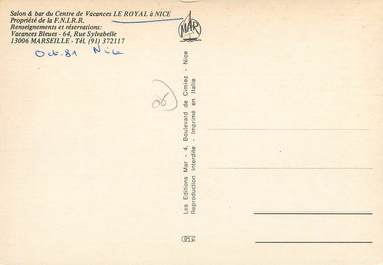 Salon & bar du Centre de Vacances LE ROYAL à NICE
Propriété de la F.N.I.R.R.
Renseignements et réservations:
Vacances Bleues - 64, Rue Sylvabelle
13006 MARSEILLE - Tél. (91) 372117
Oct. 81 Nice
MAR
06
Les Editions Mar - 4, Boulevard de Cimiez - Nice
Reproduction Interdite - Imprimé en Italie